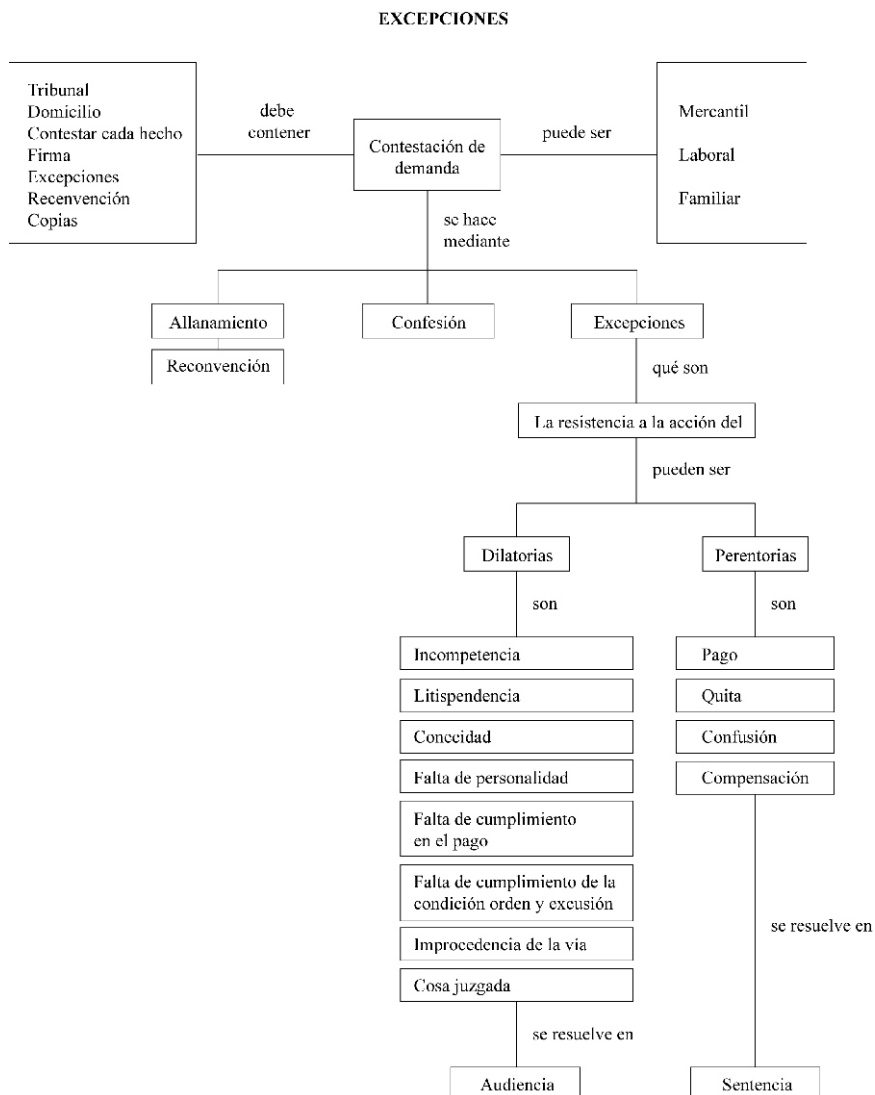 EXCEPCIONES
Tribunal
Domicilio
Contestar cada hecho
Firma
Excepciones
Recenvención
Copias
debe
contener
Contestación de
demanda
puede ser
Mercantil
Laboral
Familiar
se hace
mediante
Allanamiento
Reconvención
Confesión
Excepciones
qué son
La resistencia a la acción del
pueden ser
Dilatorias
Perentorias
son
son
Incompetencia
Litispendencia
Conecidad
Falta de personalidad
Falta de cumplimiento
en el pago
Falta de cumplimiento de la
condición orden y excusión
Improcedencia de la vía
Cosa juzgada
Pago
Quita
Confusión
Compensación
se resuelve en
se resuelve en
Audiencia
Sentencia